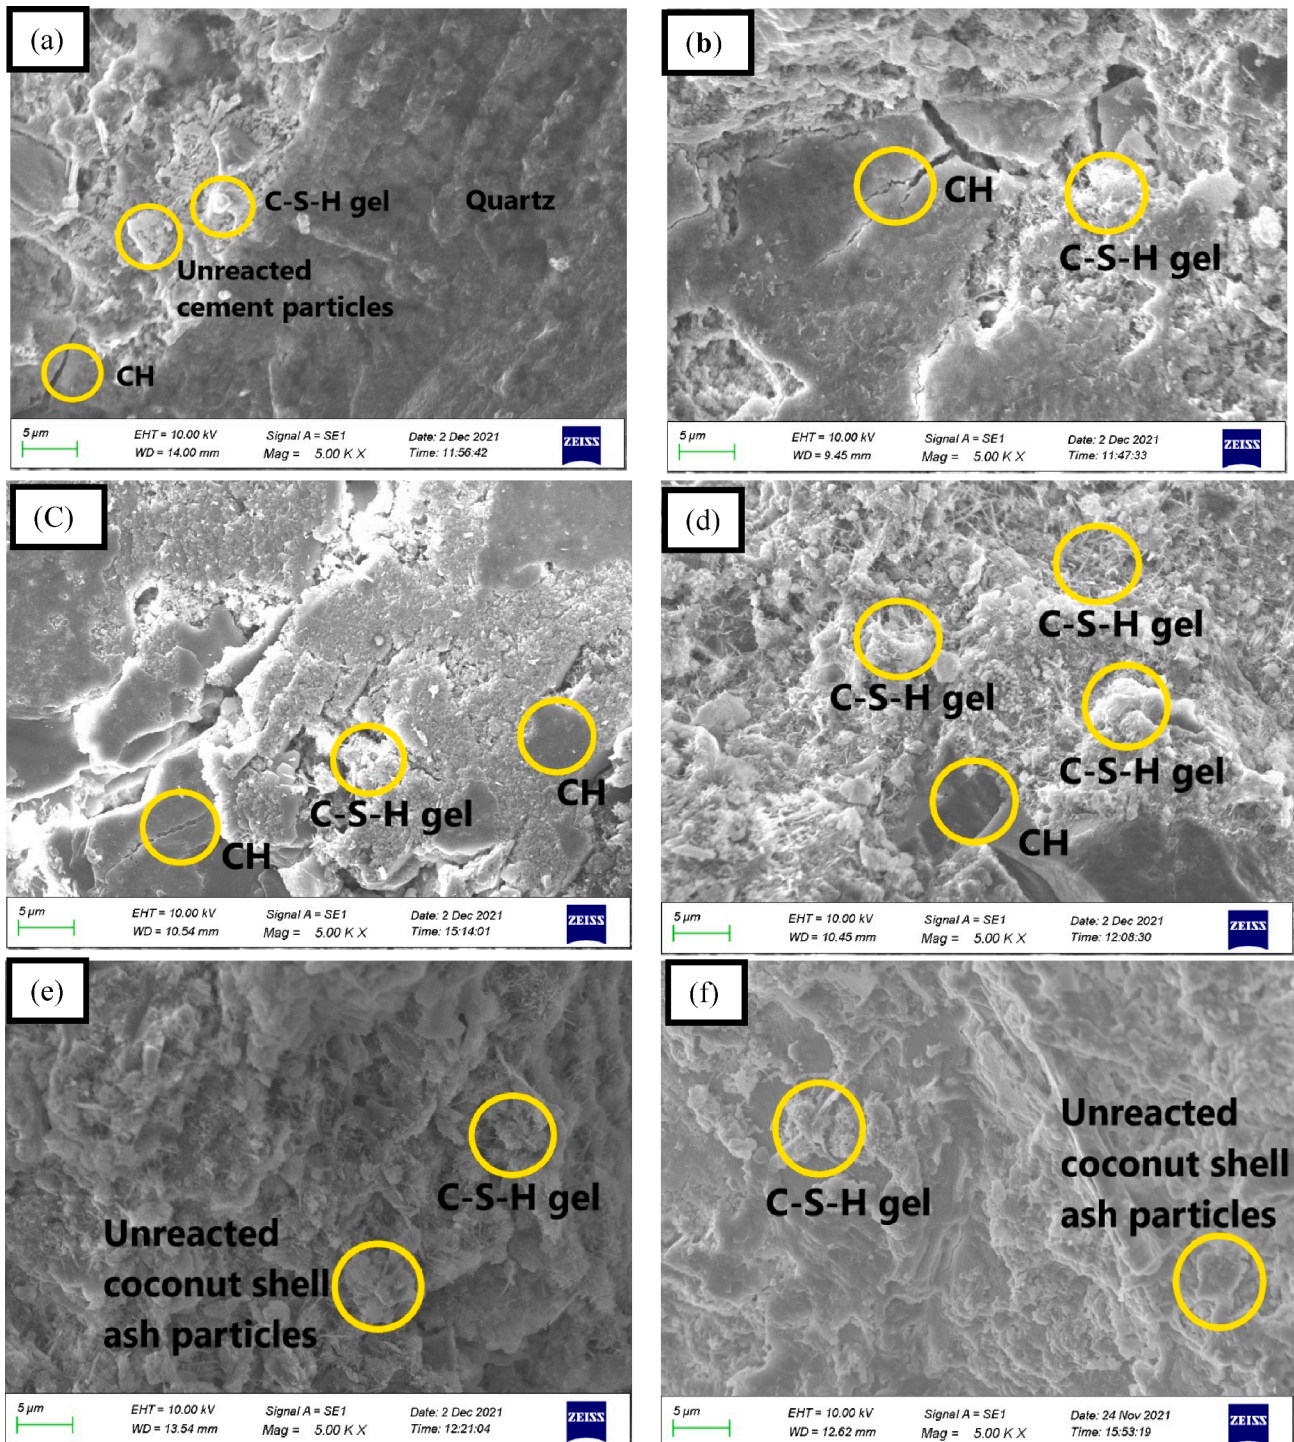 (a)
C-S-H gel
Quartz
Unreacted
cement particles
CH
5 µm
EHT = 10.00 kV
Signal A = SE1
Date: 2 Dec 2021
WD = 14.00 mm
Mag = 5.00 K X
Time: 11:56:42
ZEISS
(b)
CH
C-S-H gel
5 µm
EHT = 10.00 kV
Signal A = SE1
Date: 2 Dec 2021
WD = 9.45 mm
Mag = 5.00 K X
Time: 11:47:33
ZEISS
(C)
C-S-H gel
CH
CH
5 µm
EHT = 10.00 kV
Signal A = SE1
Date: 2 Dec 2021
WD = 10.54 mm
Mag = 5.00 K X
Time: 15:14:01
ZEISS
(d)
C-S-H gel
C-S-H gel
C-S-H gel
CH
5 µm
EHT = 10.00 kV
Signal A = SE1
Date: 2 Dec 2021
WD = 10.45 mm
Mag = 5.00 K X
Time: 12:08:30
ZEISS
(e)
C-S-H gel
Unreacted
coconut shell
ash particles
5 µm
EHT = 10.00 kV
Signal A = SE1
Date: 2 Dec 2021
WD = 13.54 mm
Mag = 5.00 K X
Time: 12:21:04
ZEISS
(f)
Unreacted
coconut shell
ash particles
C-S-H gel
5 µm
EHT = 10.00 kV
Signal A = SE1
Date: 24 Nov 2021
WD = 12.62 mm
Mag = 5.00 K X
Time: 15:53:19
ZEISS